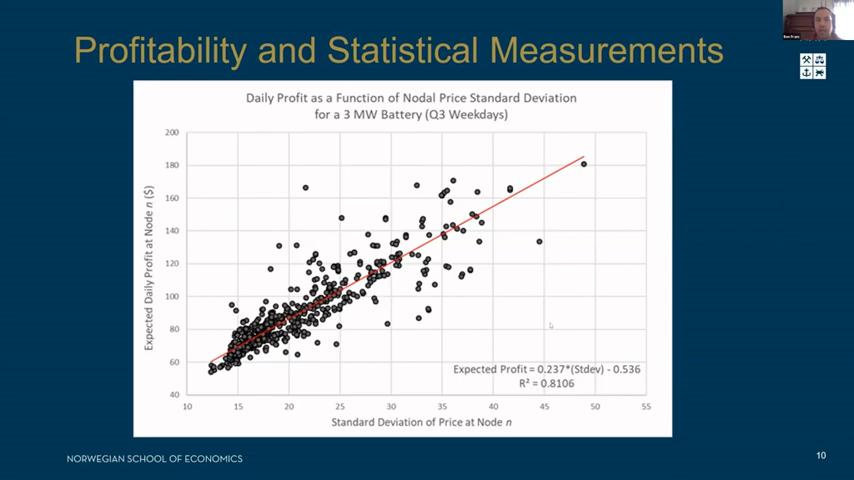 Profitability and Statistical Measurements
Daily Profit as a Function of Nodal Price Standard Deviation
for a 3 MW Battery (Q3 Weekdays)
Expected Daily Profit at Node n ($)
200
180
160
140
120
100
80
60
40
Expected Profit = 0.237*(Stdev) - 0.536
R² = 0.8106
10
15
20
25
30
35
40
45
50
55
Standard Deviation of Price at Node n
NORWEGIAN SCHOOL OF ECONOMICS
10